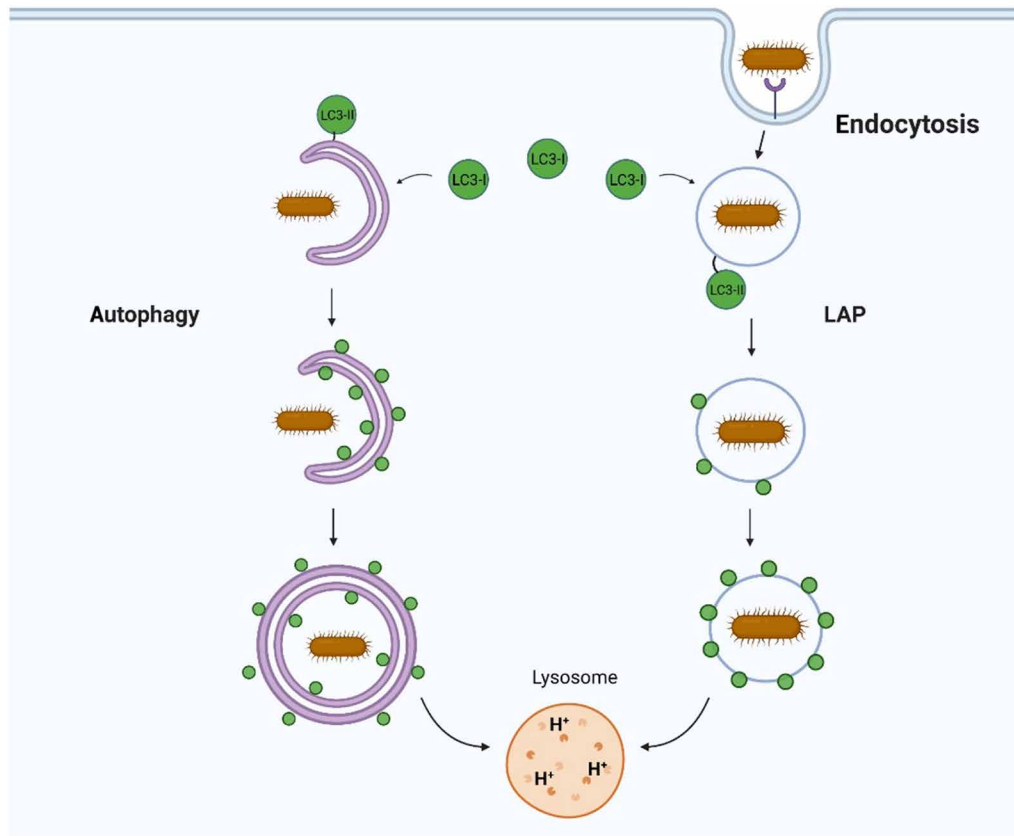 LC3-II
Endocytosis
LC3-I
LC3-I
LC3-I
LC3-II
Autophagy
LAP
Lysosome
H⁺
H⁺
H⁺